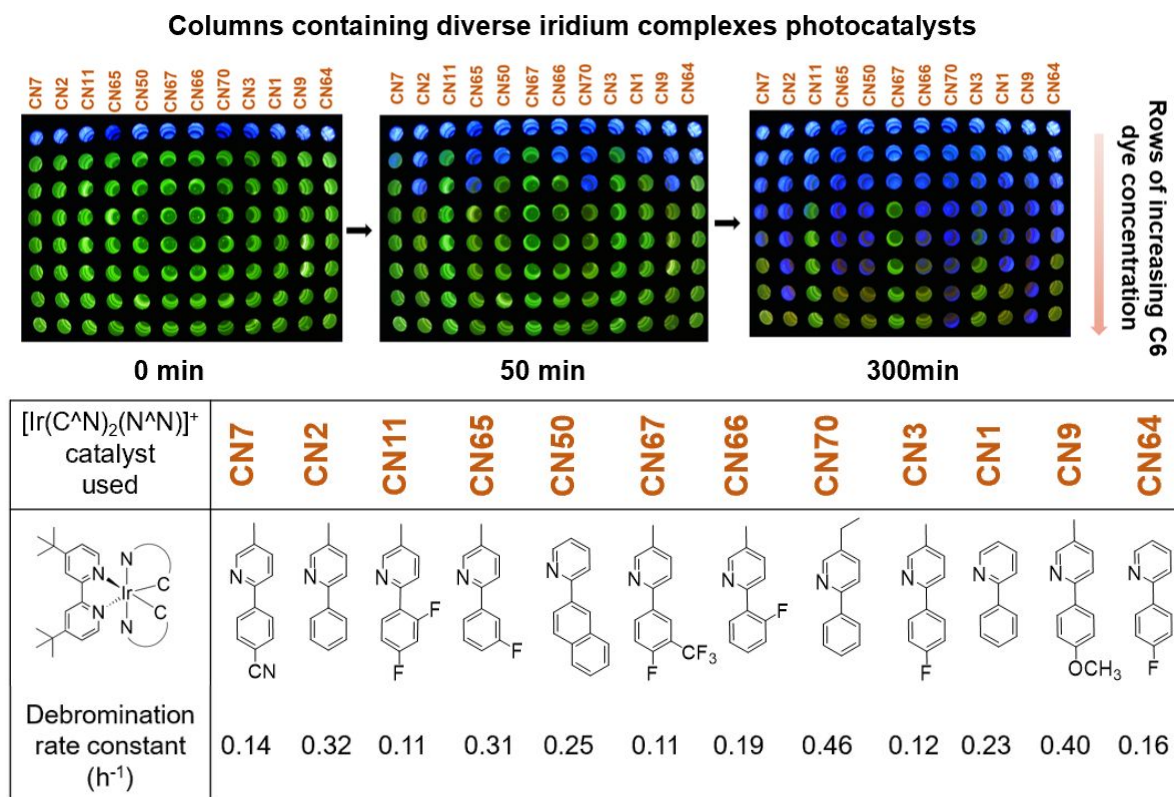 Columns containing diverse iridium complexes photocatalysts
CN7 CN2 CN11 CN65 CN50 CN67 CN66 CN70 CN3 CN1 CN9 CN64
CN7 CN2 CN11 CN65 CN50 CN67 CN66 CN70 CN3 CN1 CN9 CN64
CN7 CN2 CN11 CN65 CN50 CN67 CN66 CN70 CN3 CN1 CN9 CN64
Rows of increasing C6
dye concentration
0 min
50 min
300min
[Ir(C^N)₂(N^N)]⁺
catalyst
used
CN7 CN2 CN11 CN65 CN50 CN67 CN66 CN70 CN3 CN1 CN9 CN64
N
N
Ir
C
N
C
N
N
CN
N
N
F
F
N
F
N
N
CF₃
F
N
F
N
N
F
N
N
OCH₃
N
F
Debromination
rate constant
(h⁻¹)
0.14 0.32 0.11 0.31 0.25 0.11 0.19 0.46 0.12 0.23 0.40 0.16